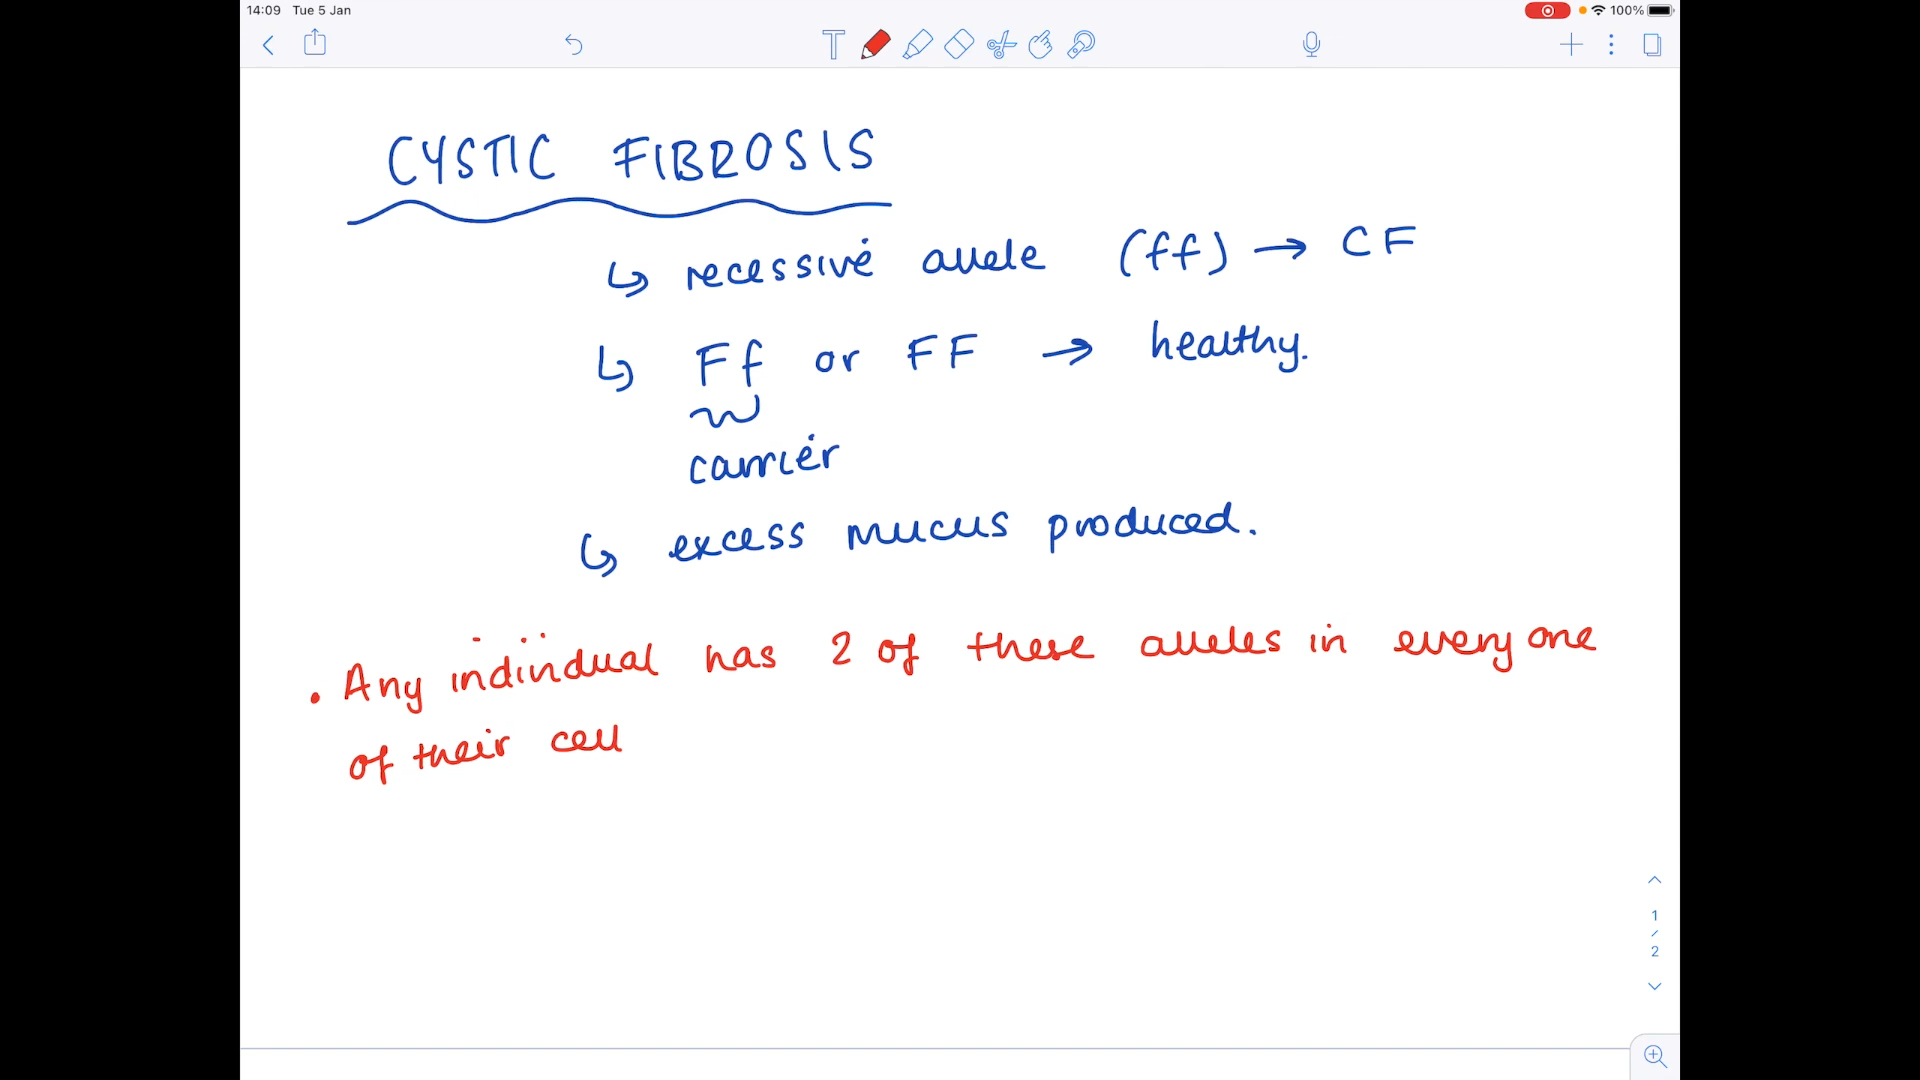 14:09 Tue 5 Jan
100%
T
CYSTIC FIBROSIS
↳ recessive allele (ff) → CF
↳ Ff or FF → healthy.
carrier
↳ excess mucus produced.
• Any individual has 2 of these alleles in every one
of their cell
1
/
2